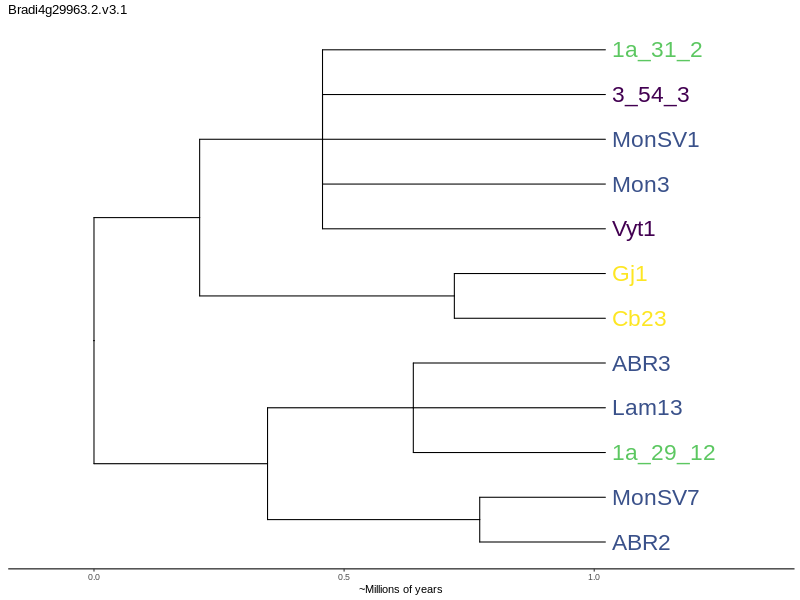 Bradi4g29963.2.v3.1
1a_31_2
3_54_3
MonSV1
Mon3
Vyt1
Gj1
Cb23
ABR3
Lam13
1a_29_12
MonSV7
ABR2
0.0 0.5 1.0
~Millions of years